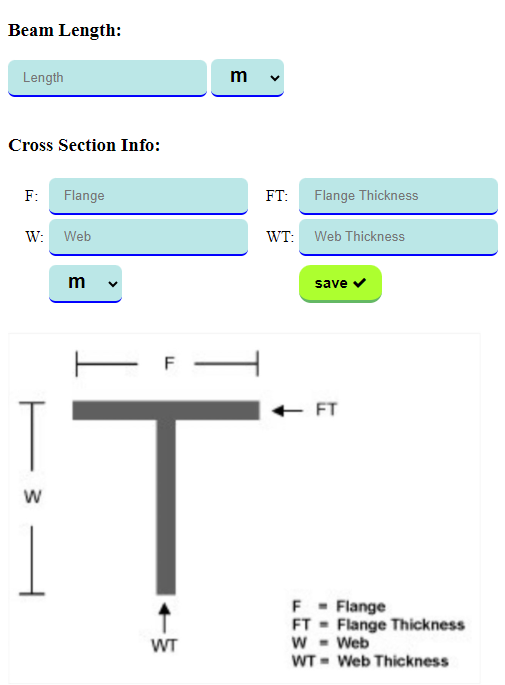 Beam Length:
Length m
Cross Section Info:
F: Flange FT: Flange Thickness
W: Web WT: Web Thickness
m save
F
FT
W
WT
F = Flange
FT = Flange Thickness
W = Web
WT = Web Thickness